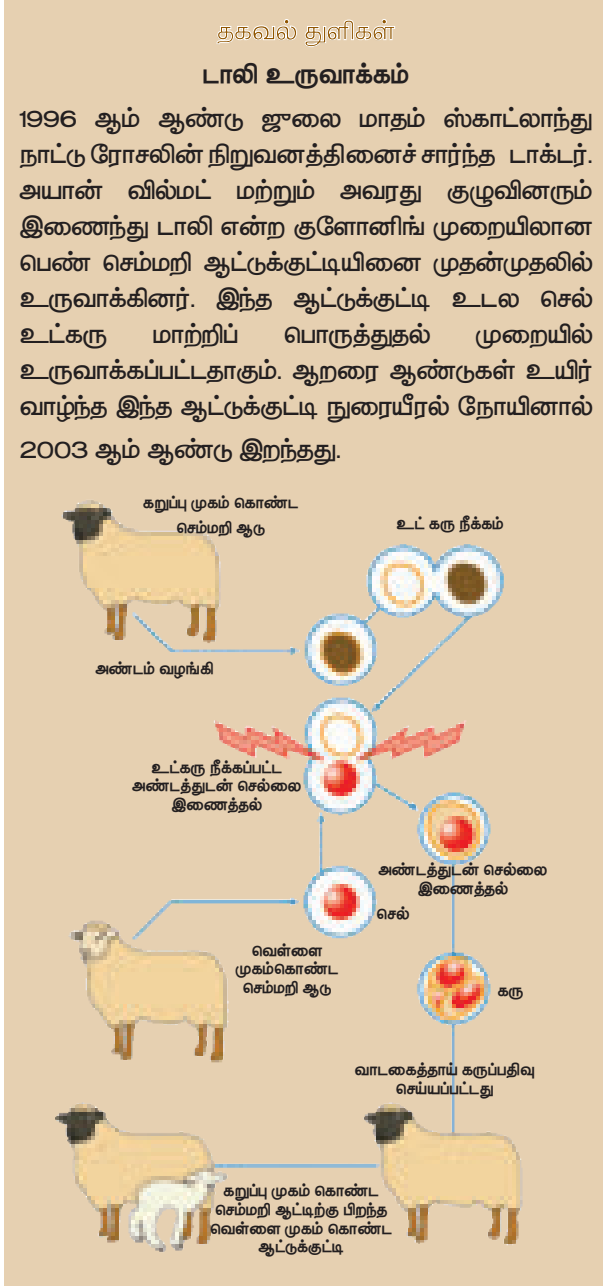 தகவல் துளிகள்
டாலி உருவாக்கம்
1996 ஆம் ஆண்டு ஜுலை மாதம் ஸ்காட்லாந்து
நாட்டு ரோசலின் நிறுவனத்தினைச் சார்ந்த டாக்டர்.
அயான் வில்மட் மற்றும் அவரது குழுவினரும்
இணைந்து டாலி என்ற குளோனிங் முறையிலான
பெண் செம்மறி ஆட்டுக்குட்டியினை முதன்முதலில்
உருவாக்கினர். இந்த ஆட்டுக்குட்டி உடல செல்
உட்கரு மாற்றிப் பொருத்துதல் முறையில்
உருவாக்கப்பட்டதாகும். ஆறரை ஆண்டுகள் உயிர்
வாழ்ந்த இந்த ஆட்டுக்குட்டி நுரையீரல் நோயினால்
2003 ஆம் ஆண்டு இறந்தது.
கறுப்பு முகம் கொண்ட
செம்மறி ஆடு
உட் கரு நீக்கம்
அண்டம் வழங்கி
உட்கரு நீக்கப்பட்ட
அண்டத்துடன் செல்லை
இணைத்தல்
அண்டத்துடன் செல்லை
இணைத்தல்
செல்
வெள்ளை
முகம்கொண்ட
செம்மறி ஆடு
கரு
வாடகைத்தாய் கருப்பதிவு
செய்யப்பட்டது
கறுப்பு முகம் கொண்ட
செம்மறி ஆட்டிற்கு பிறந்த
வெள்ளை முகம் கொண்ட
ஆட்டுக்குட்டி